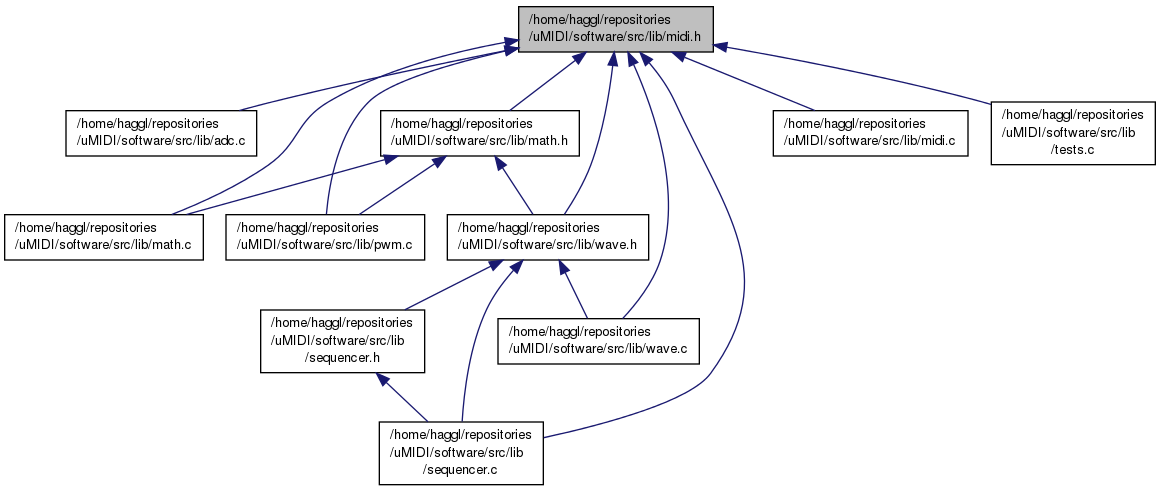 /home/haggl/repositories
/uMIDI/software/src/lib/midi.h
/home/haggl/repositories
/uMIDI/software/src/lib/adc.c
/home/haggl/repositories
/uMIDI/software/src/lib/math.h
/home/haggl/repositories
/uMIDI/software/src/lib/midi.c
/home/haggl/repositories
/uMIDI/software/src/lib
/tests.c
/home/haggl/repositories
/uMIDI/software/src/lib/math.c
/home/haggl/repositories
/uMIDI/software/src/lib/pwm.c
/home/haggl/repositories
/uMIDI/software/src/lib/wave.h
/home/haggl/repositories
/uMIDI/software/src/lib
/sequencer.h
/home/haggl/repositories
/uMIDI/software/src/lib/wave.c
/home/haggl/repositories
/uMIDI/software/src/lib
/sequencer.c